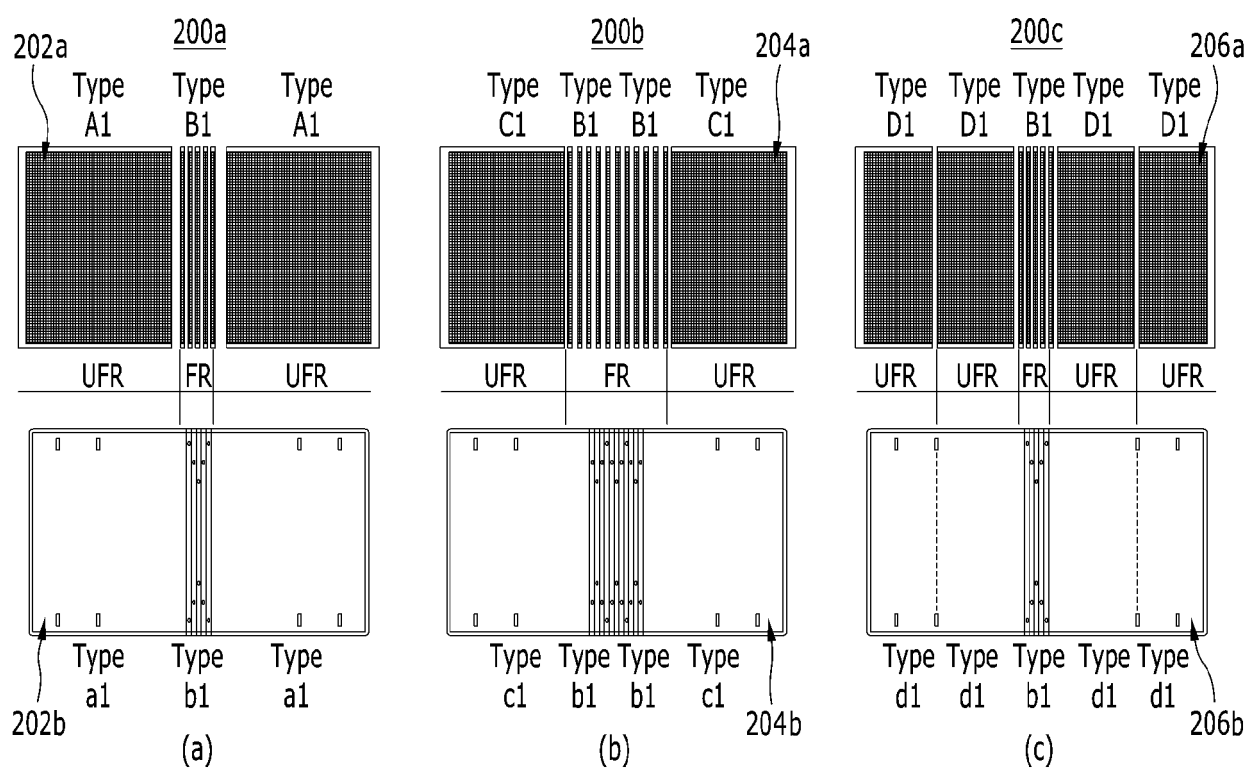 200a 200b 200c
202a 204a 206a
Type Type Type Type Type Type Type Type Type Type Type Type
A1 B1 A1 C1 B1 B1 C1 D1 D1 B1 D1 D1
UFR FR UFR UFR FR UFR UFR UFR FR UFR UFR
Type Type Type Type Type Type Type Type Type Type Type Type
a1 b1 a1 c1 b1 b1 c1 d1 d1 b1 d1 d1
202b 204b 206b
(a) (b) (c)